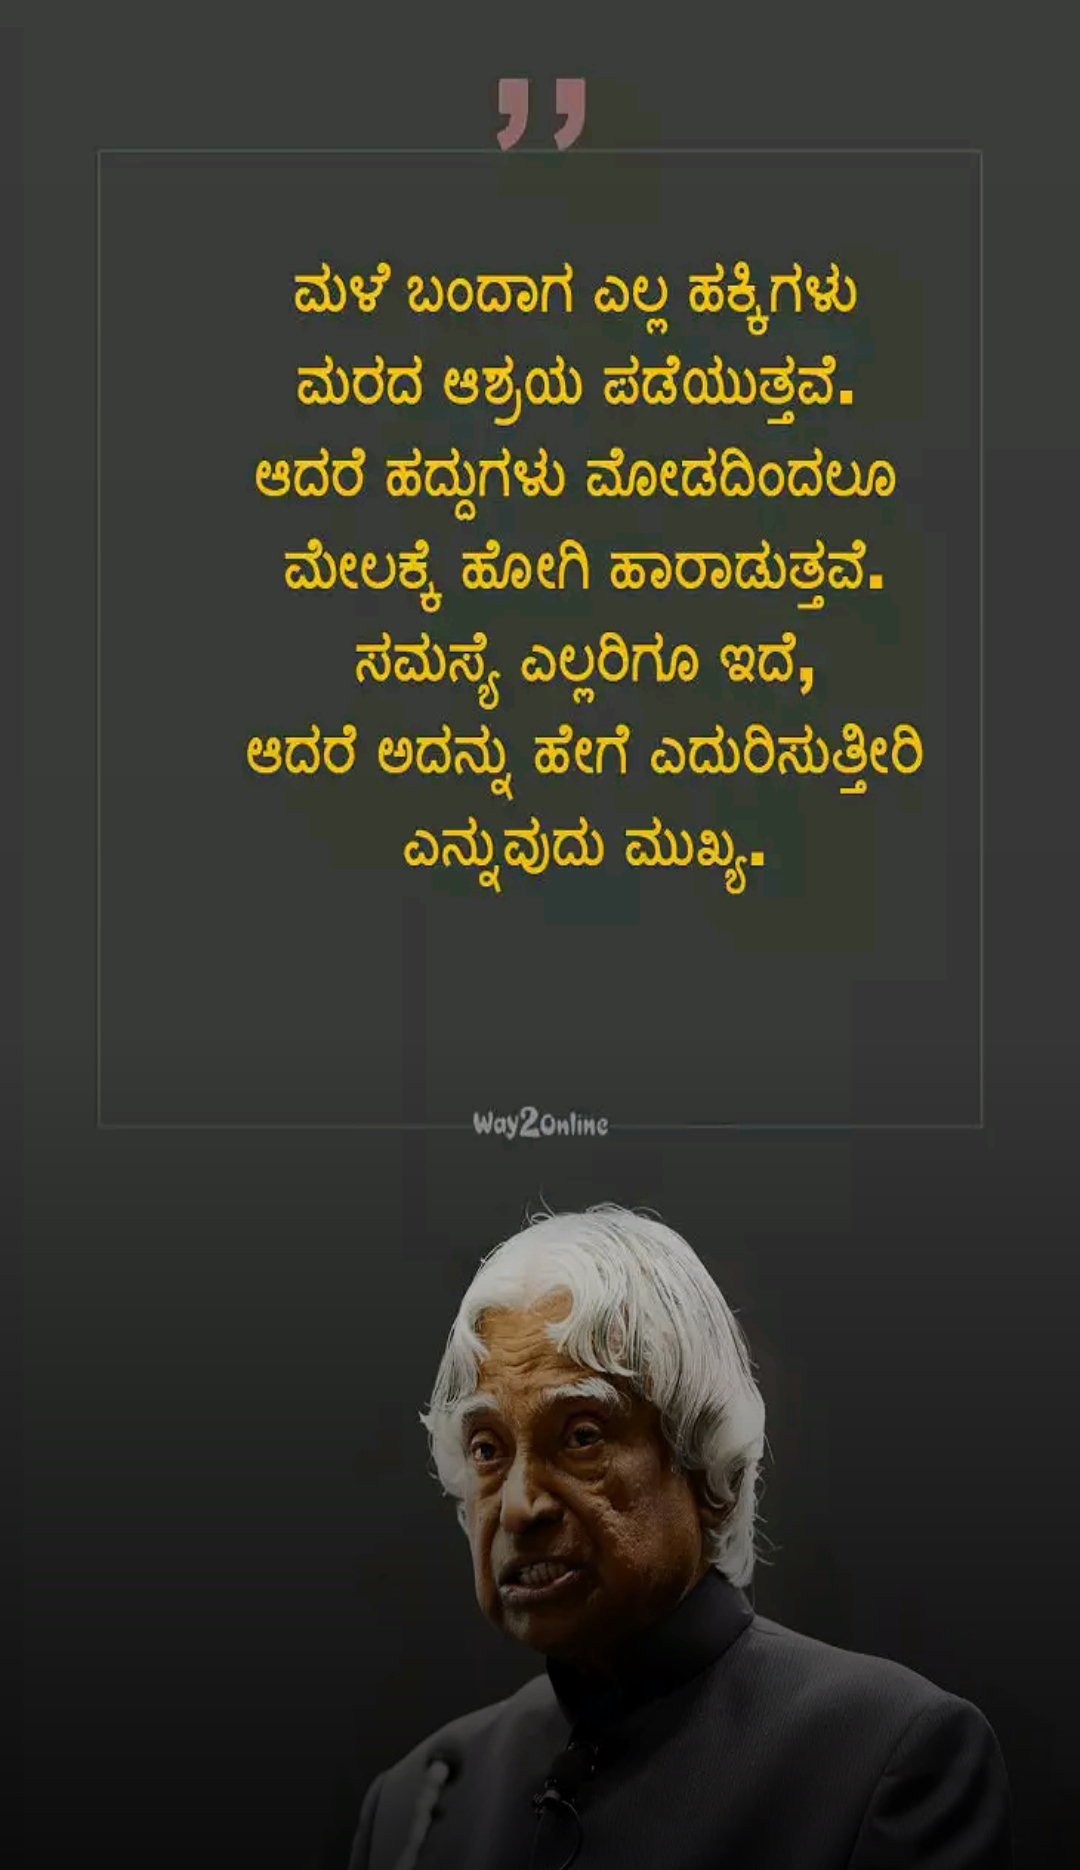 ”
ಮಳೆ ಬಂದಾಗ ಎಲ್ಲ ಹಕ್ಕಿಗಳು
ಮರದ ಆಶ್ರಯ ಪಡೆಯುತ್ತವೆ.
ಆದರೆ ಹದ್ದುಗಳು ಮೋಡದಿಂದಲೂ
ಮೇಲಕ್ಕೆ ಹೋಗಿ ಹಾರಾಡುತ್ತವೆ.
ಸಮಸ್ಯೆ ಎಲ್ಲರಿಗೂ ಇದೆ,
ಆದರೆ ಅದನ್ನು ಹೇಗೆ ಎದುರಿಸುತ್ತೀರಿ
ಎನ್ನುವುದು ಮುಖ್ಯ.
Way2Online